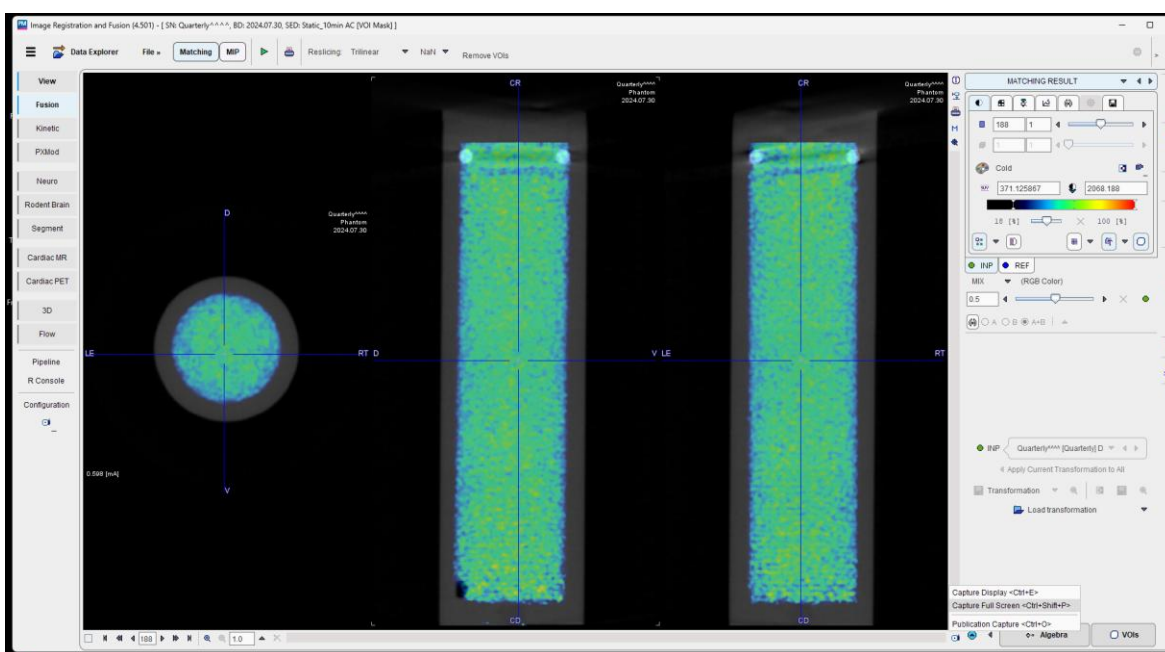 Image Registration and Fusion (4.501) - [ SN: Quarterly^^^^, BD: 2024.07.30, SED: Static_10min AC [VOI Mask] ]
Data Explorer File » Matching MIP Reslicing: Trilinear NaN Remove VOIs
View
Fusion
Kinetic
PXMod
Neuro
Rodent Brain
Segment
Cardiac MR
Cardiac PET
3D
Flow
Pipeline
R Console
Configuration
D
Quarterly^^^^
Phantom
2024.07.30
LE
RT
0.598 [mA]
V
CR
Quarterly^^^^
Phantom
2024.07.30
D
V
CD
CR
Quarterly^^^^
Phantom
2024.07.30
LE
RT
CD
188 1.0
M
MATCHING RESULT
188 1
1 1
Cold
371.125867 2068.188
18 [%] 100 [%]
INP REF
MIX (RGB Color)
0.5
A B A+B
INP Quarterly^^^^ [Quarterly] D
Apply Current Transformation to All
Transformation
Load transformation
Capture Display <Ctrl+E>
Capture Full Screen <Ctrl+Shift+P>
Publication Capture <Ctrl+O>
Algebra VOIs